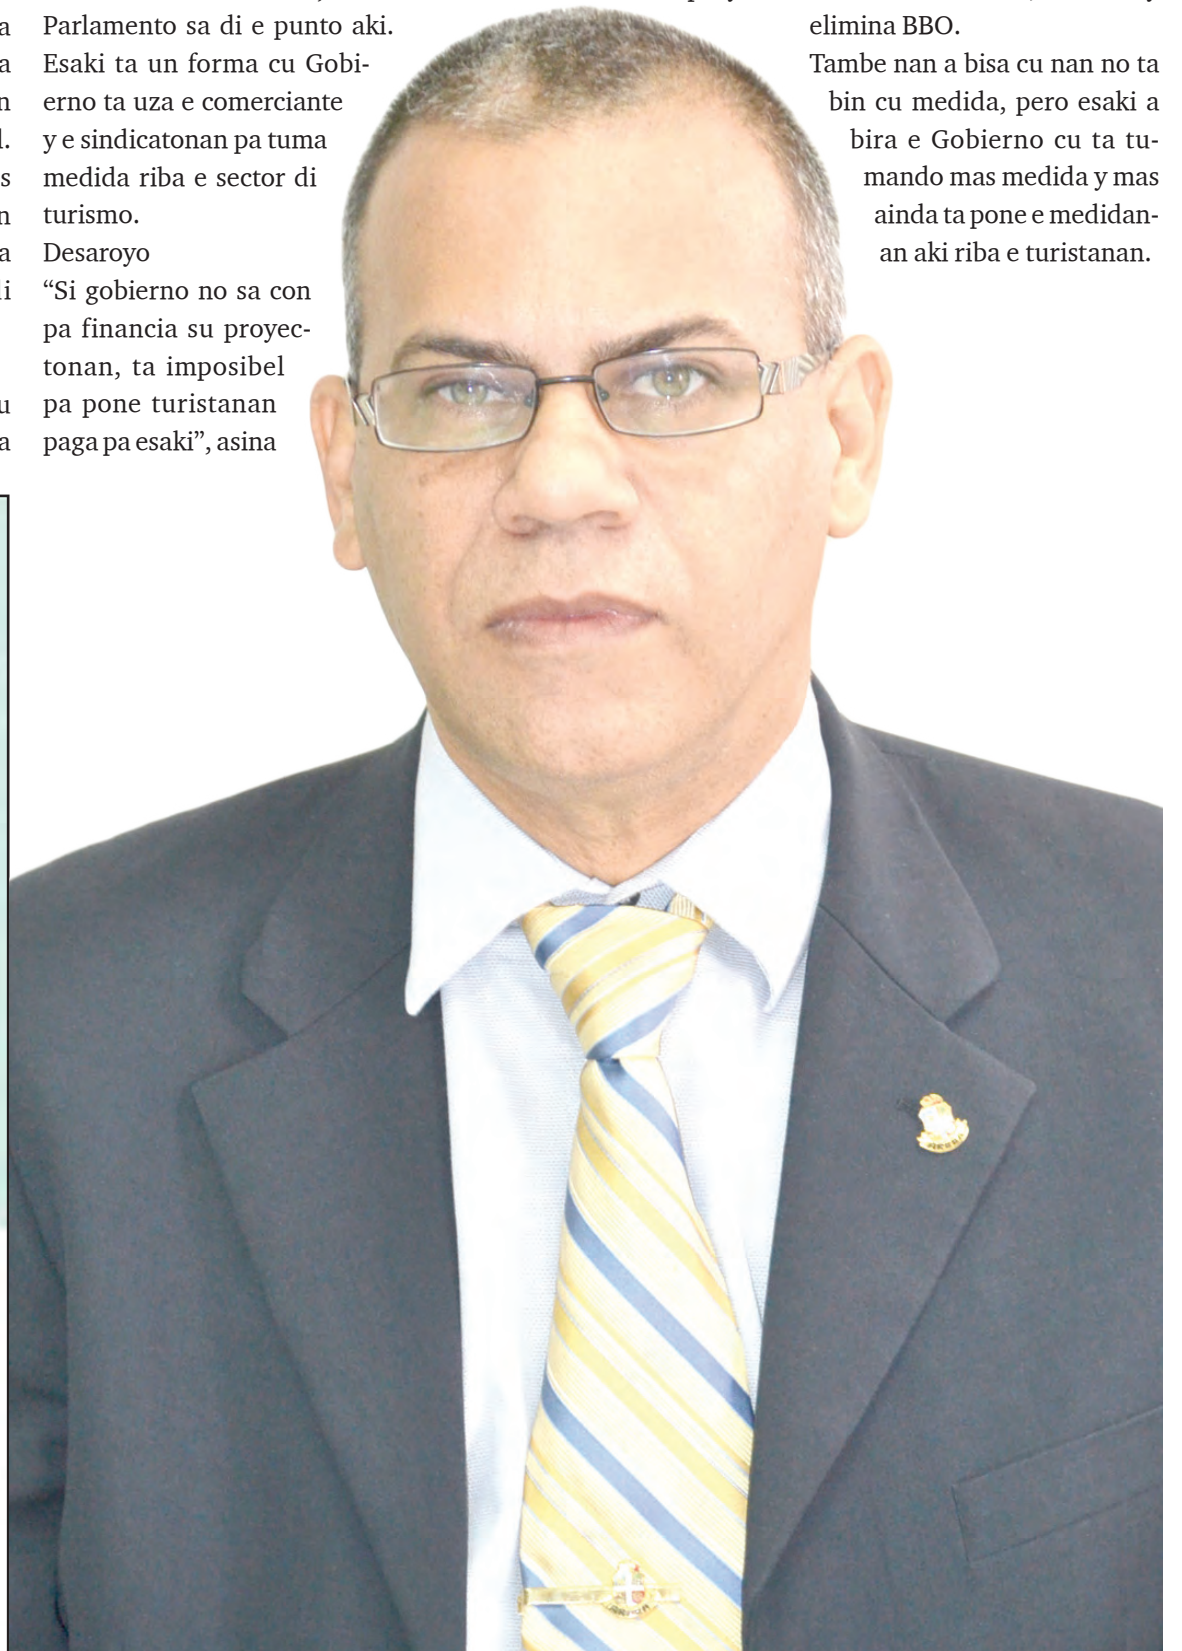 a
a
n
l.
s
n
a
li
u
a
Parlamento sa di e punto aki.
Esaki ta un forma cu Gobi-
erno ta uza e comerciante
y e sindicatonan pa tuma
medida riba e sector di
turismo.
Desaroyo
“Si gobierno no sa con
pa financia su proyec-
tonan, ta imposibel
pa pone turistanan
paga pa esaki”, asina
elimina BBO.
Tambe nan a bisa cu nan no ta
bin cu medida, pero esaki a
bira e Gobierno cu ta tu-
mando mas medida y mas
ainda ta pone e medidan-
an aki riba e turistanan.
ARUBA